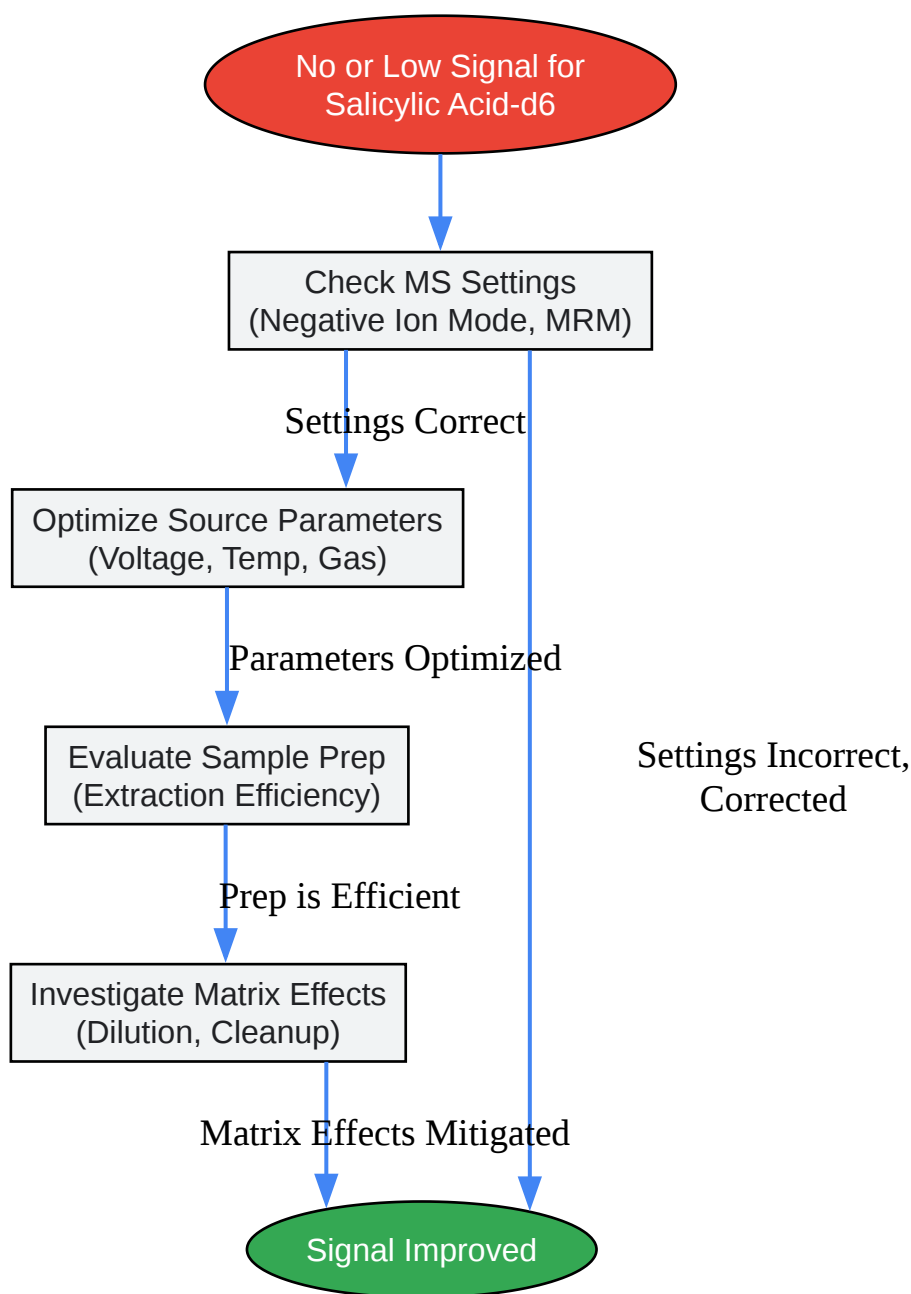 No or Low Signal for
Salicylic Acid-d6
Check MS Settings
(Negative Ion Mode, MRM)
Settings Correct
Optimize Source Parameters
(Voltage, Temp, Gas)
Parameters Optimized
Evaluate Sample Prep
(Extraction Efficiency)
Settings Incorrect,
Corrected
Prep is Efficient
Investigate Matrix Effects
(Dilution, Cleanup)
Matrix Effects Mitigated
Signal Improved